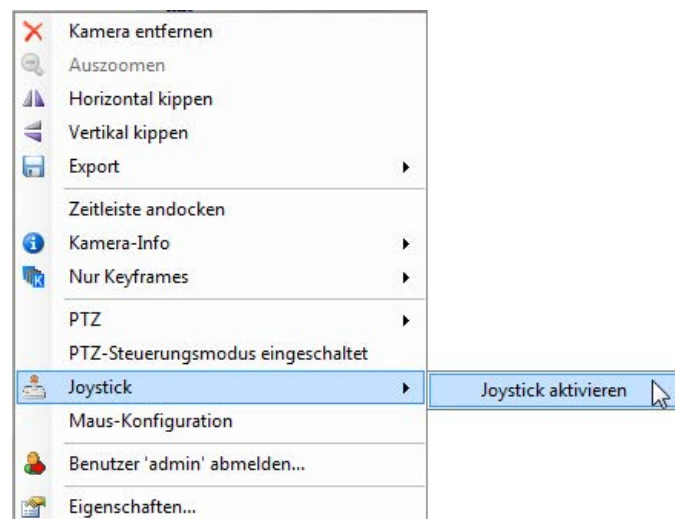 Kamera entfernen
Auszoomen
Horizontal kippen
Vertikal kippen
Export
Zeitleiste andocken
Kamera-Info
Nur Keyframes
PTZ
PTZ-Steuerungsmodus eingeschaltet
Joystick
Joystick aktivieren
Maus-Konfiguration
Benutzer 'admin' abmelden...
Eigenschaften...